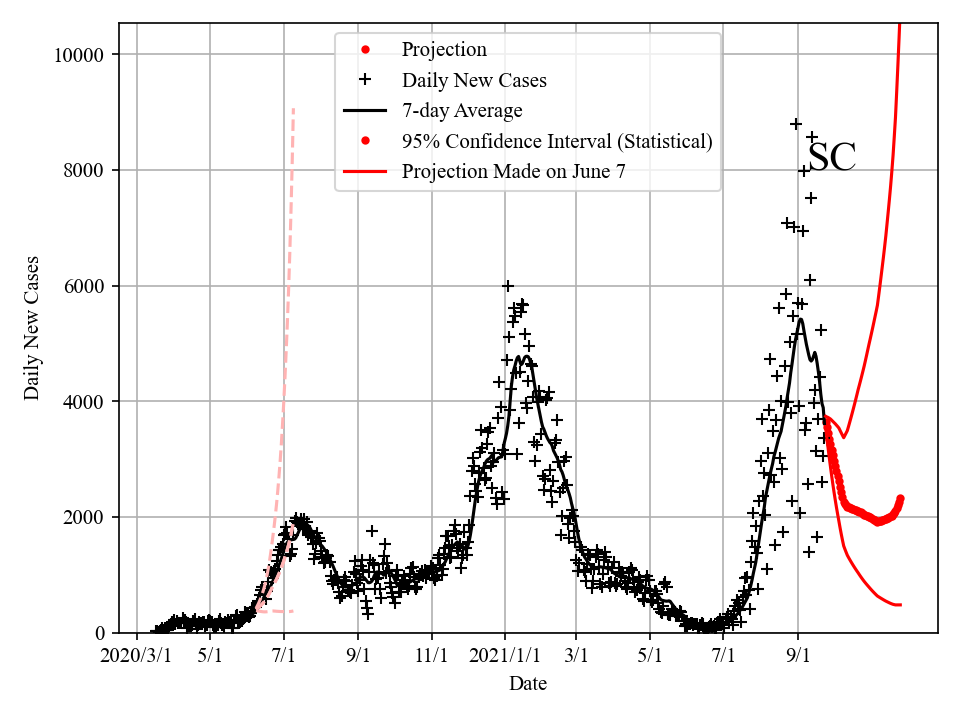 Projection
Daily New Cases
7-day Average
95% Confidence Interval (Statistical)
Projection Made on June 7
SC
10000
8000
6000
4000
2000
0
Daily New Cases
2020/3/1 5/1 7/1 9/1 11/1 2021/1/1 3/1 5/1 7/1 9/1
Date